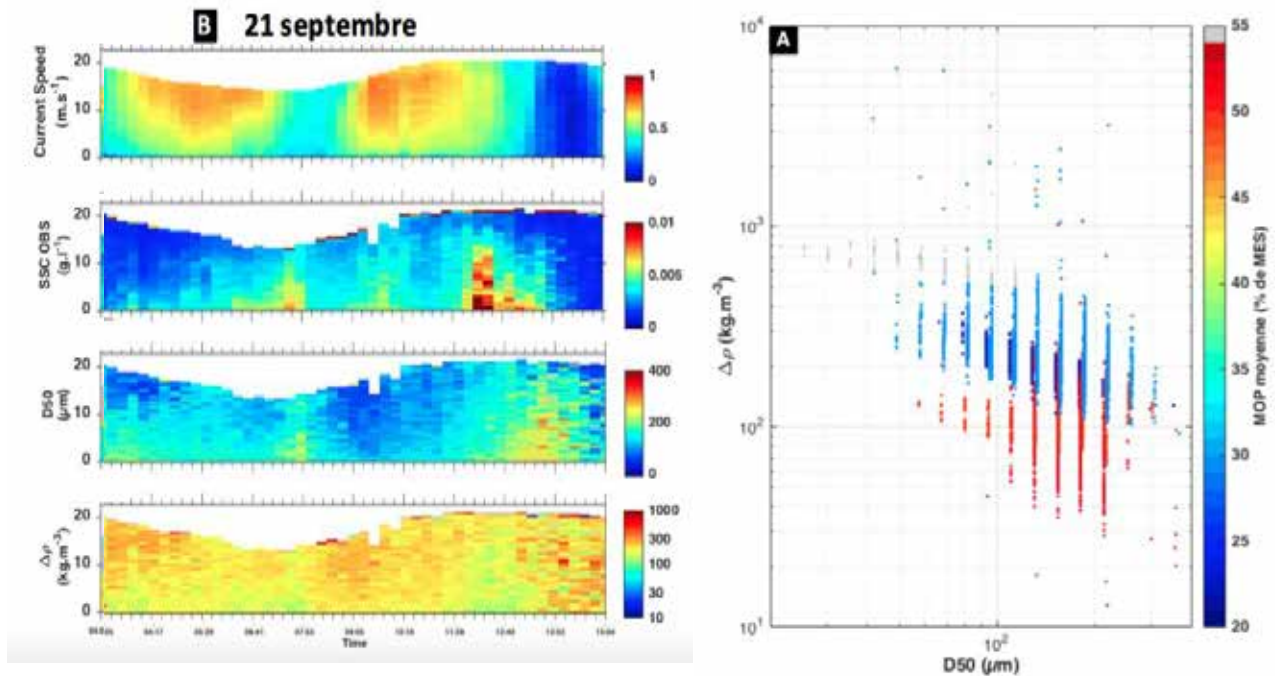 B 21 septembre
Current Speed
(m.s⁻¹)
20
10
0
1
0.5
0
SSC OBS
(g.l⁻¹)
20
10
0
0.01
0.005
0
D50
(µm)
20
10
0
400
200
0
Δρ
(kg.m⁻³)
20
10
0
1000
300
100
30
10
Time
A
10⁴
10³
10²
10¹
Δρ (kg.m⁻³)
10²
D50 (µm)
55
50
45
40
35
30
25
20
MOP moyenne (% de MES)